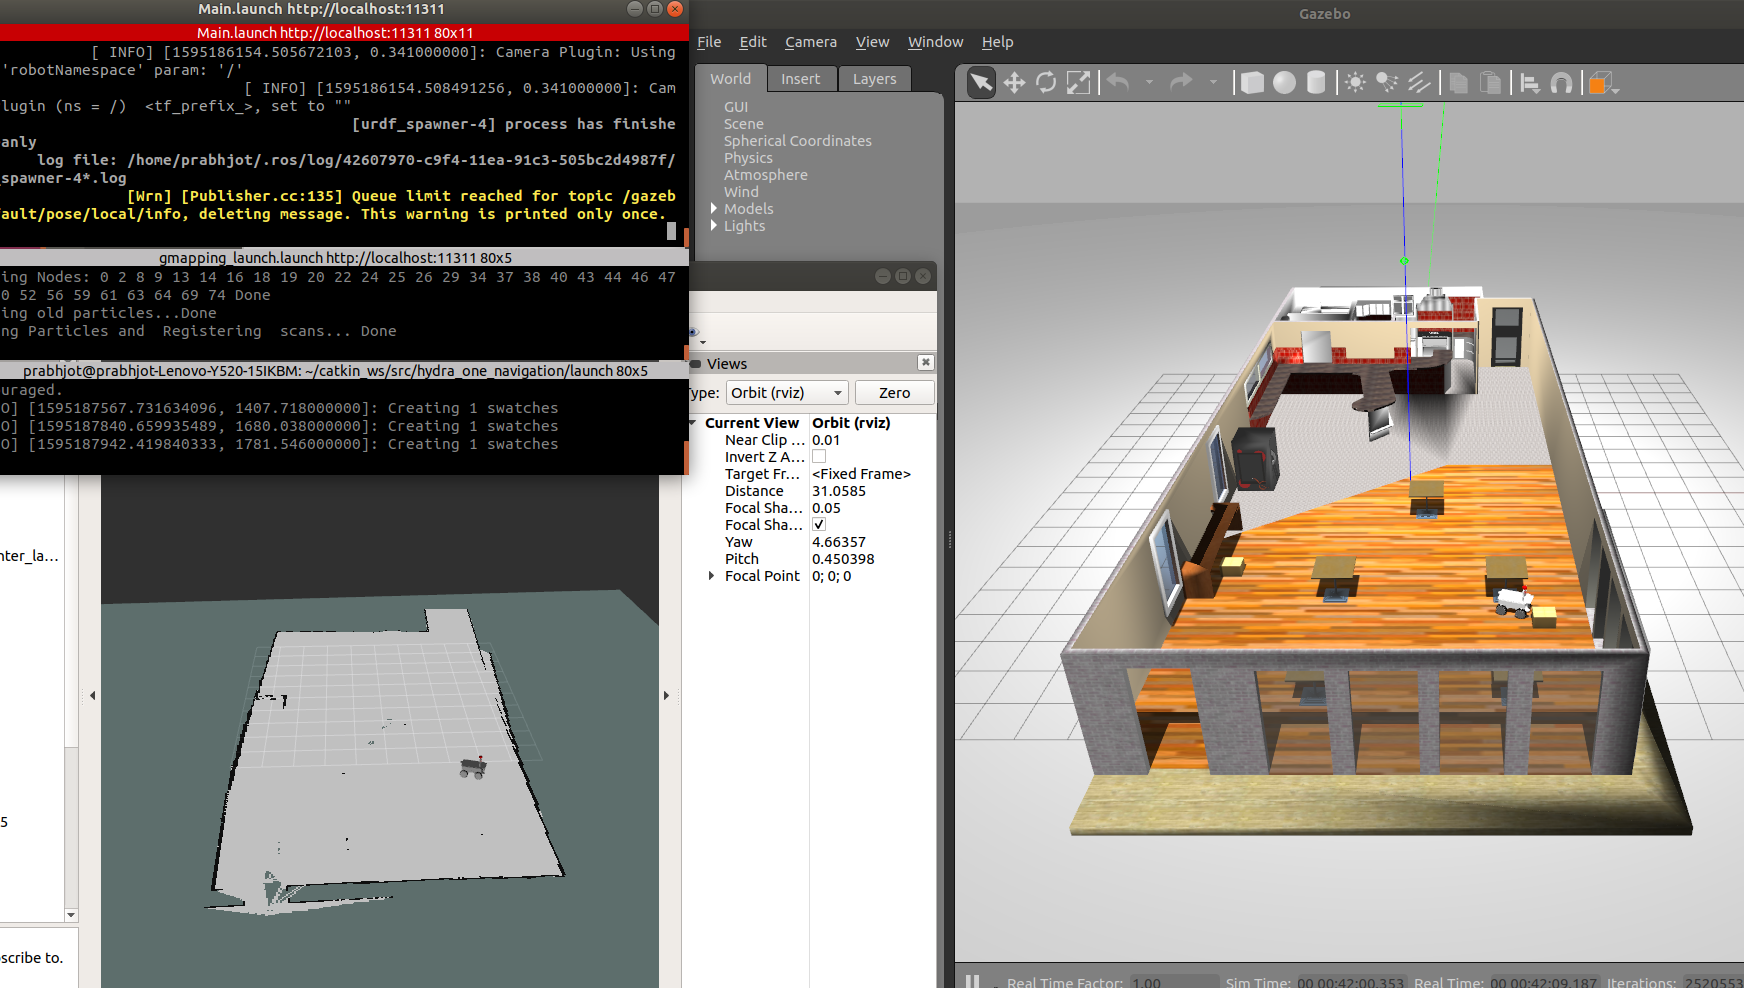 Main.launch http://localhost:11311
Main.launch http://localhost:11311 80x11
[ INFO] [1595186154.505672103, 0.341000000]: Camera Plugin: Using
'robotNamespace' param: '/'
[ INFO] [1595186154.508491256, 0.341000000]: Cam
lugin (ns = /)  <tf_prefix_>, set to ""
[urdf_spawner-4] process has finishe
anly
log file: /home/prabhjot/.ros/log/42607970-c9f4-11ea-91c3-505bc2d4987f/
_spawner-4*.log
[Wrn] [Publisher.cc:135] Queue limit reached for topic /gazeb
ault/pose/local/info, deleting message. This warning is printed only once.
gmapping_launch.launch http://localhost:11311 80x5
ing Nodes: 0 2 8 9 13 14 16 18 19 20 22 24 25 26 29 34 37 38 40 43 44 46 47
0 52 56 59 61 63 64 69 74 Done
ing old particles...Done
ng Particles and  Registering  scans... Done
prabhjot@prabhjot-Lenovo-Y520-15IKBM: ~/catkin_ws/src/hydra_one_navigation/launch 80x5
uraged.
O] [1595187567.731634096, 1407.718000000]: Creating 1 swatches
O] [1595187840.660935489, 1680.038000000]: Creating 1 swatches
O] [1595187942.419840333, 1781.546000000]: Creating 1 swatches
nter_la...
5
scribe to.
Views
Type: Orbit (rviz) Zero
Current View Orbit (rviz)
Near Clip ... 0.01
Invert Z A...
Target Fr... <Fixed Frame>
Distance 31.0585
Focal Sha... 0.05
Focal Sha...
Yaw 4.66357
Pitch 0.450398
Focal Point 0; 0; 0
Gazebo
File Edit Camera View Window Help
World Insert Layers
GUI
Scene
Spherical Coordinates
Physics
Atmosphere
Wind
Models
Lights
Real Time Factor: 1.00 Sim Time: 00 00:42:00.353 Real Time: 00 00:42:09.187 Iterations: 2520553